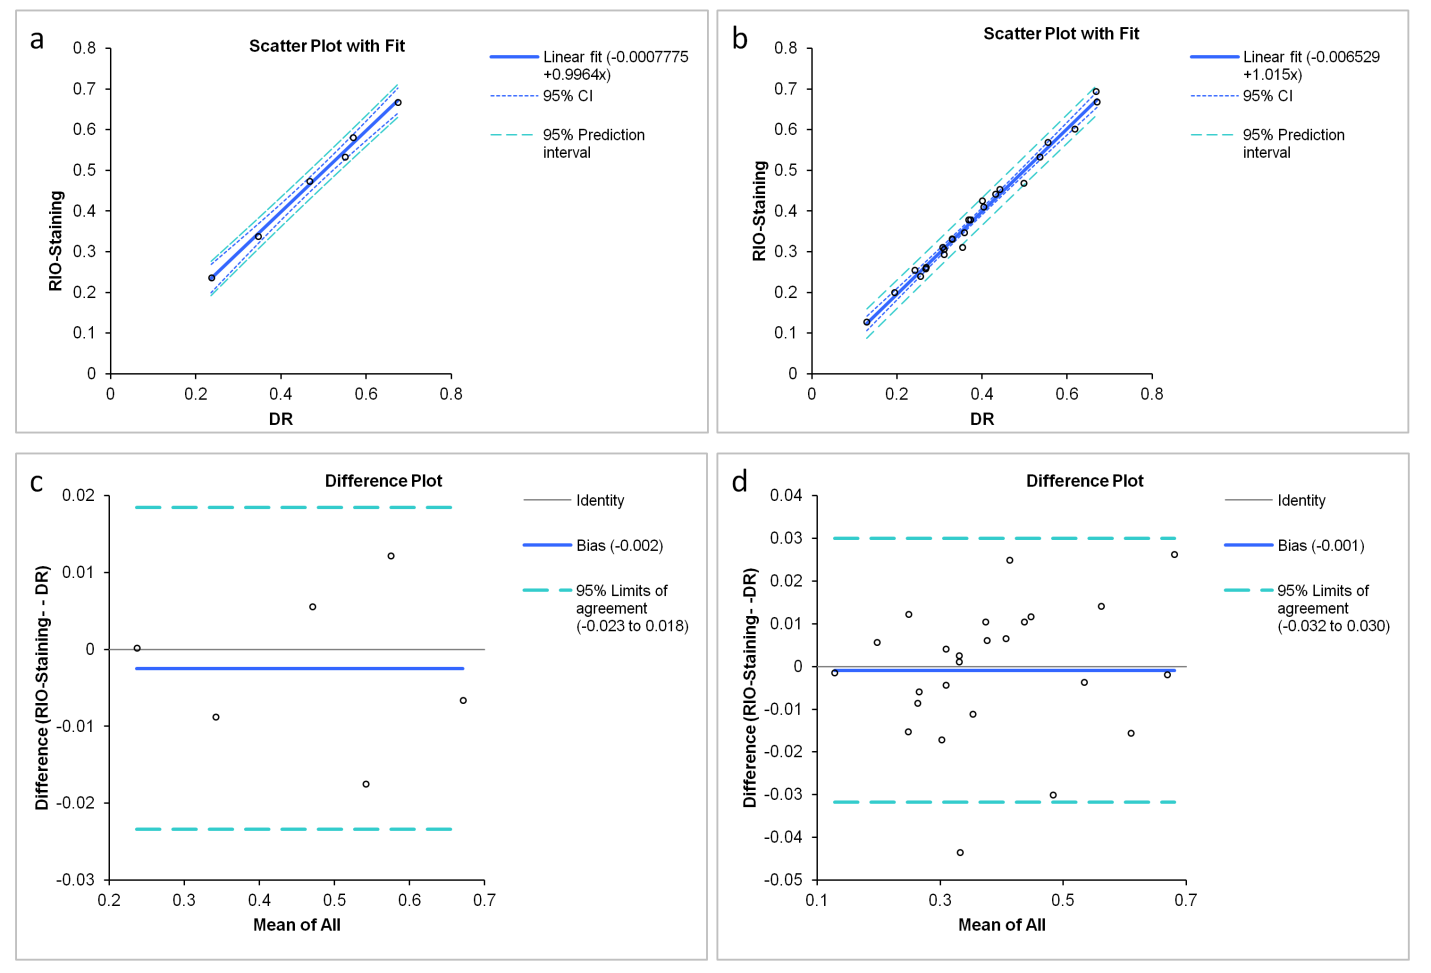 a
Scatter Plot with Fit
0.8
0.7
0.6
0.5
0.4
0.3
0.2
0.1
0
RIO-Staining
0
0.2
0.4
0.6
0.8
DR
Linear fit (-0.0007775
+0.9964x)
95% CI
95% Prediction
interval
b
Scatter Plot with Fit
0.8
0.7
0.6
0.5
0.4
0.3
0.2
0.1
0
RIO-Staining
0
0.2
0.4
0.6
0.8
DR
Linear fit (-0.006529
+1.015x)
95% CI
95% Prediction
interval
c
Difference Plot
0.02
0.01
0
-0.01
-0.02
-0.03
Difference (RIO-Staining- - DR)
0.2
0.3
0.4
0.5
0.6
0.7
Mean of All
Identity
Bias (-0.002)
95% Limits of
agreement
(-0.023 to 0.018)
d
Difference Plot
0.04
0.03
0.02
0.01
0
-0.01
-0.02
-0.03
-0.04
-0.05
Difference (RIO-Staining- -DR)
0.1
0.3
0.5
0.7
Mean of All
Identity
Bias (-0.001)
95% Limits of
agreement
(-0.032 to 0.030)